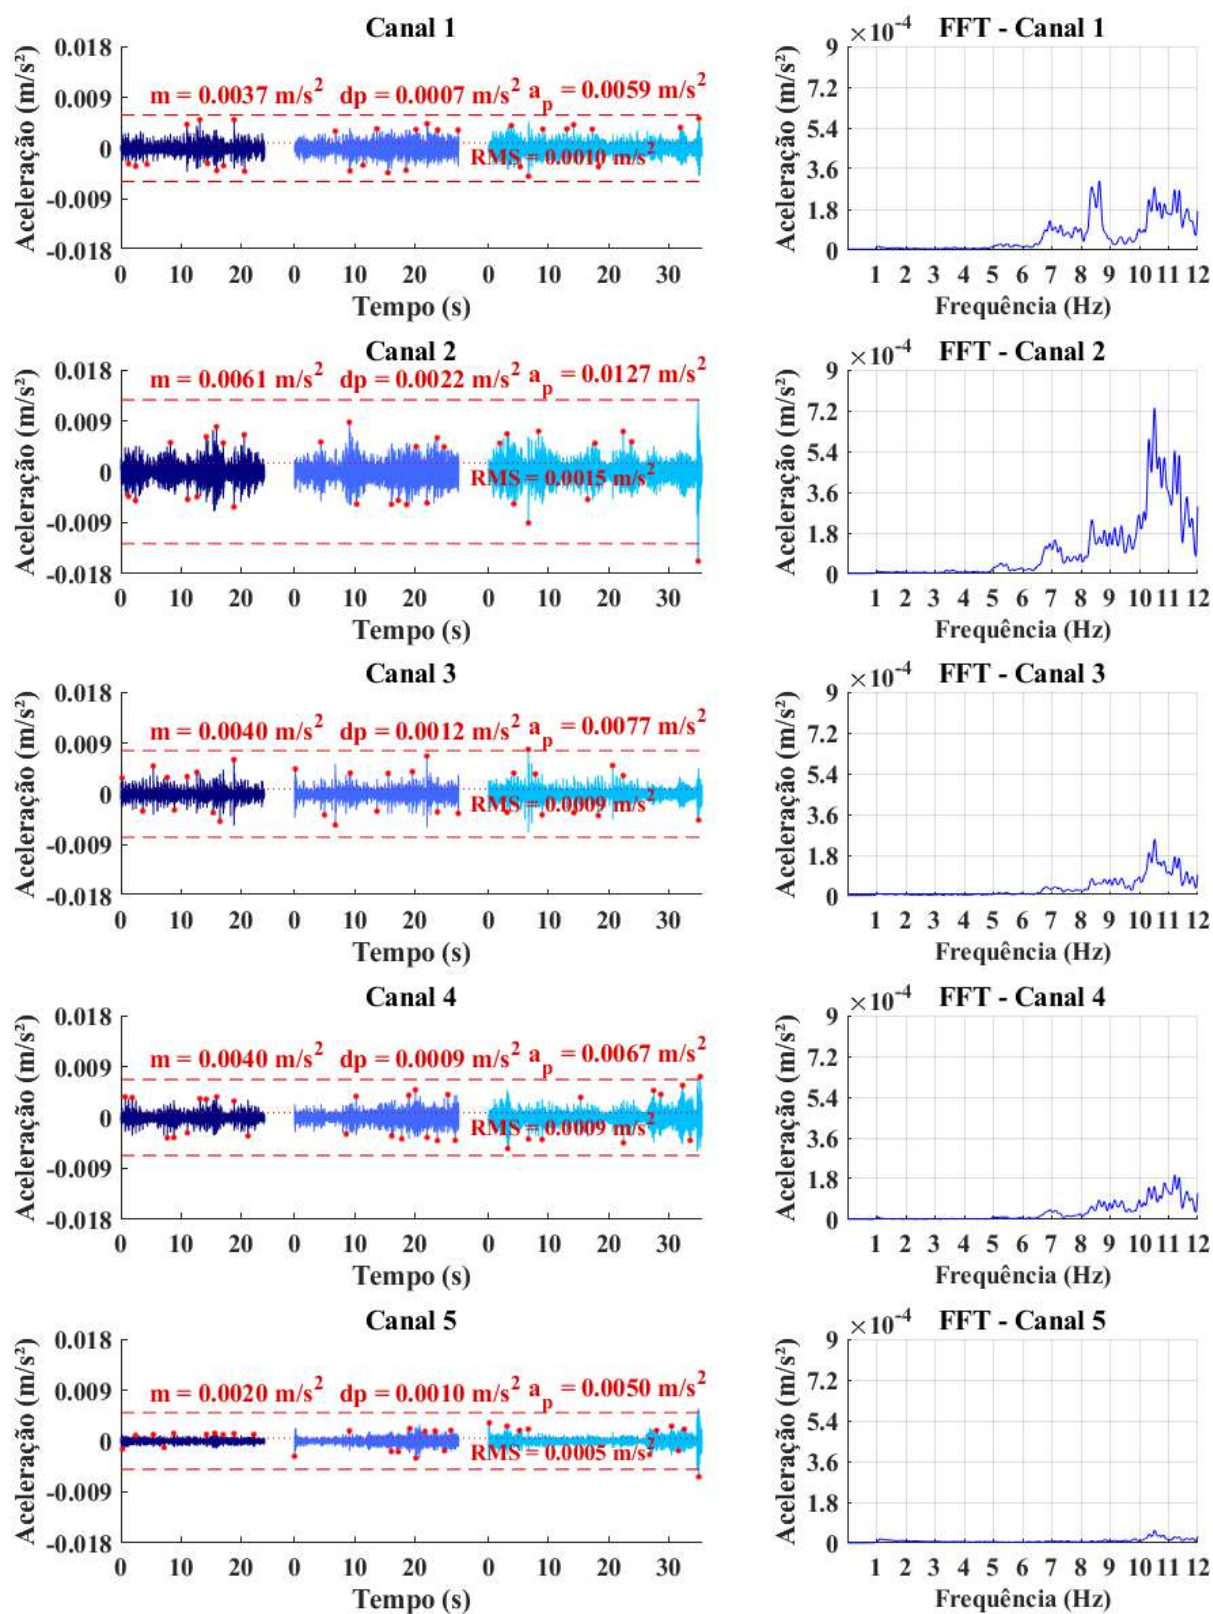 Canal 1
Aceleração (m/s²)
0.018
0.009
0
-0.009
-0.018
m = 0.0037 m/s² dp = 0.0007 m/s² aₚ = 0.0059 m/s²
RMS = 0.0010 m/s²
0 10 20 0 10 20 0 10 20 30
Tempo (s)
×10⁻⁴ FFT - Canal 1
Aceleração (m/s²)
9
7.2
5.4
3.6
1.8
0
1 2 3 4 5 6 7 8 9 10 11 12
Frequência (Hz)
Canal 2
Aceleração (m/s²)
0.018
0.009
0
-0.009
-0.018
m = 0.0061 m/s² dp = 0.0022 m/s² aₚ = 0.0127 m/s²
RMS = 0.0015 m/s²
0 10 20 0 10 20 0 10 20 30
Tempo (s)
×10⁻⁴ FFT - Canal 2
Aceleração (m/s²)
9
7.2
5.4
3.6
1.8
0
1 2 3 4 5 6 7 8 9 10 11 12
Frequência (Hz)
Canal 3
Aceleração (m/s²)
0.018
0.009
0
-0.009
-0.018
m = 0.0040 m/s² dp = 0.0012 m/s² aₚ = 0.0077 m/s²
RMS = 0.0009 m/s²
0 10 20 0 10 20 0 10 20 30
Tempo (s)
×10⁻⁴ FFT - Canal 3
Aceleração (m/s²)
9
7.2
5.4
3.6
1.8
0
1 2 3 4 5 6 7 8 9 10 11 12
Frequência (Hz)
Canal 4
Aceleração (m/s²)
0.018
0.009
0
-0.009
-0.018
m = 0.0040 m/s² dp = 0.0009 m/s² aₚ = 0.0067 m/s²
RMS = 0.0009 m/s²
0 10 20 0 10 20 0 10 20 30
Tempo (s)
×10⁻⁴ FFT - Canal 4
Aceleração (m/s²)
9
7.2
5.4
3.6
1.8
0
1 2 3 4 5 6 7 8 9 10 11 12
Frequência (Hz)
Canal 5
Aceleração (m/s²)
0.018
0.009
0
-0.009
-0.018
m = 0.0020 m/s² dp = 0.0010 m/s² aₚ = 0.0050 m/s²
RMS = 0.0005 m/s²
0 10 20 0 10 20 0 10 20 30
Tempo (s)
×10⁻⁴ FFT - Canal 5
Aceleração (m/s²)
9
7.2
5.4
3.6
1.8
0
1 2 3 4 5 6 7 8 9 10 11 12
Frequência (Hz)